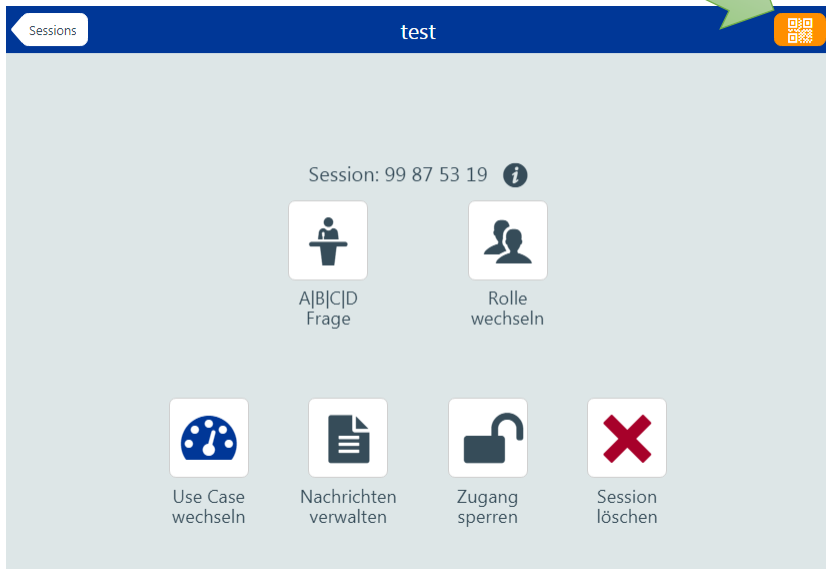 Sessions
test
Session: 99 87 53 19
A|B|C|D
Frage
Rolle
wechseln
Use Case
wechseln
Nachrichten
verwalten
Zugang
sperren
Session
löschen